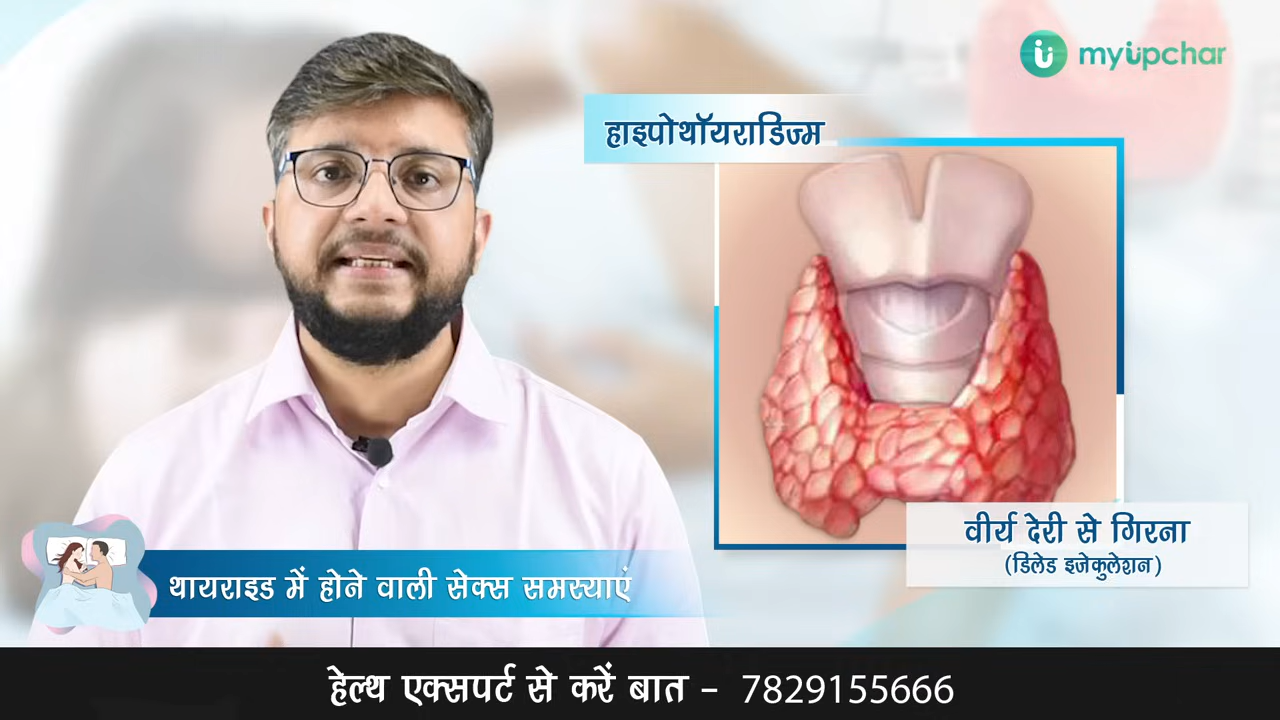 myUpchar
हाइपोथॉयराडिज्म
वीर्य देरी से गिरना
(डिलेड इजेकुलेशन)
थायराइड में होने वाली सेक्स समस्याएं
हेल्थ एक्सपर्ट से करें बात - 7829155666